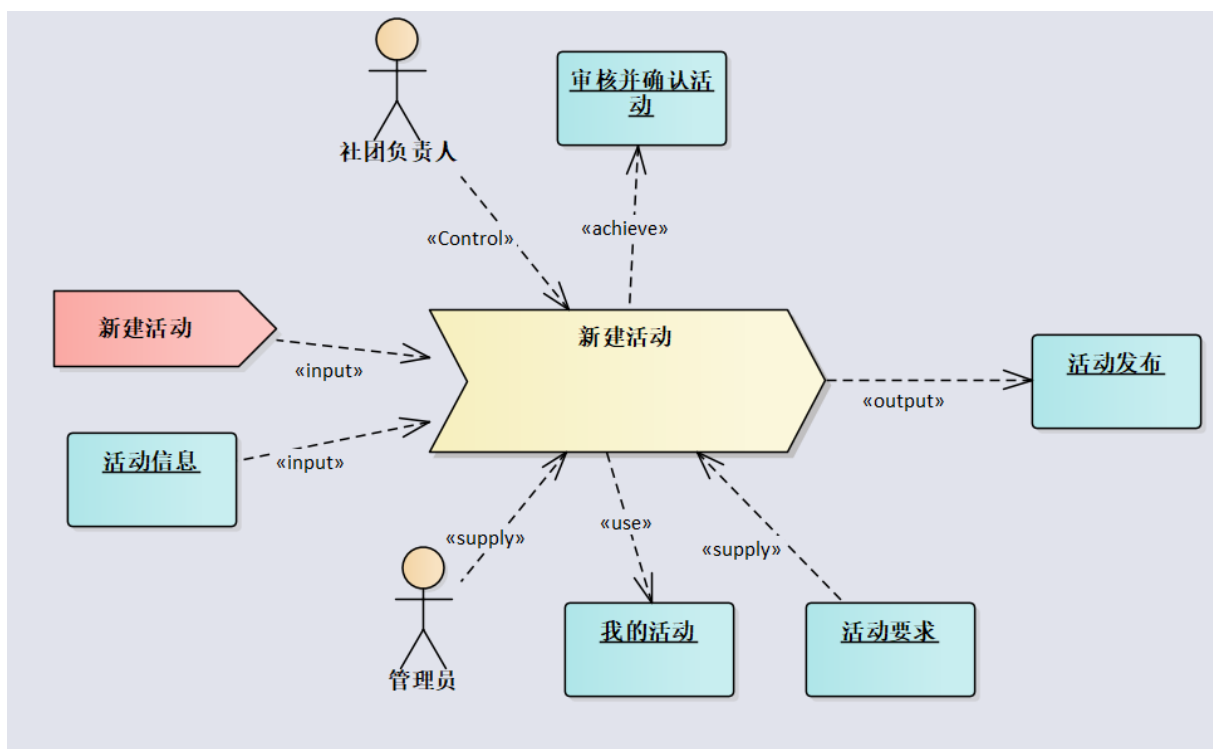 审核并确认活
动
社团负责人
«Control»
«achieve»
新建活动
新建活动
«input»
活动发布
«output»
活动信息
«input»
«supply»
«use»
«supply»
我的活动
活动要求
管理员